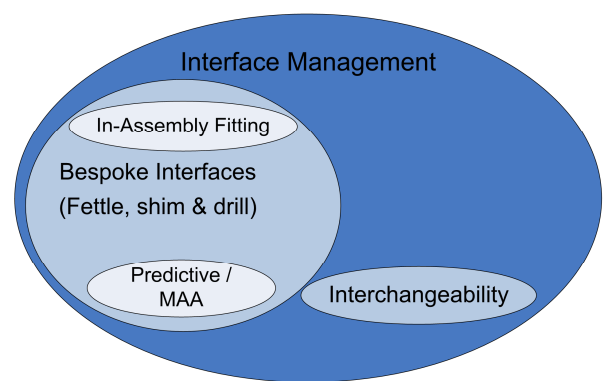 Interface Management
In-Assembly Fitting
Bespoke Interfaces
(Fettle, shim & drill)
Predictive /
MAA
Interchangeability